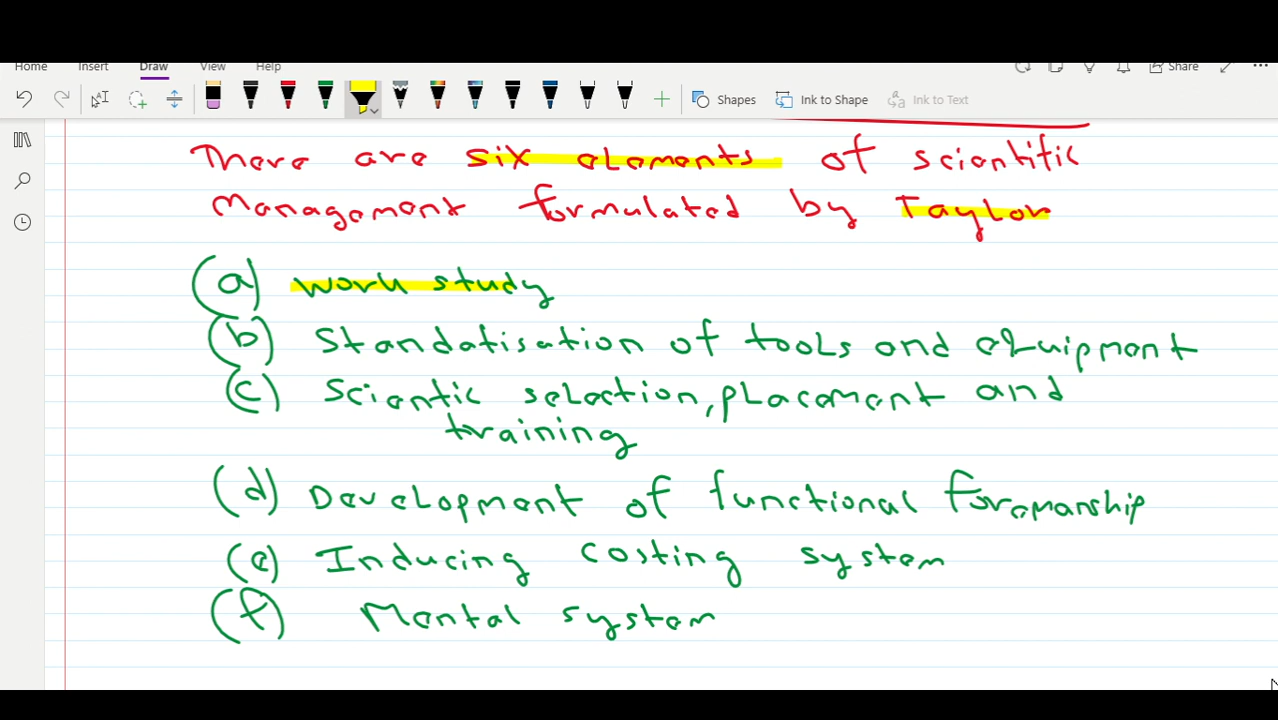 Home Insert Draw View Help Share
Shapes Ink to Shape Ink to Text
There are six elements of scientific
Management formulated by Taylor
(a) work study
(b) Standatisation of tools and equipment
(c) Sciantic selection, placement and
training
(d) Development of functional foremanship
(e) Inducing costing system
(f) Mental system